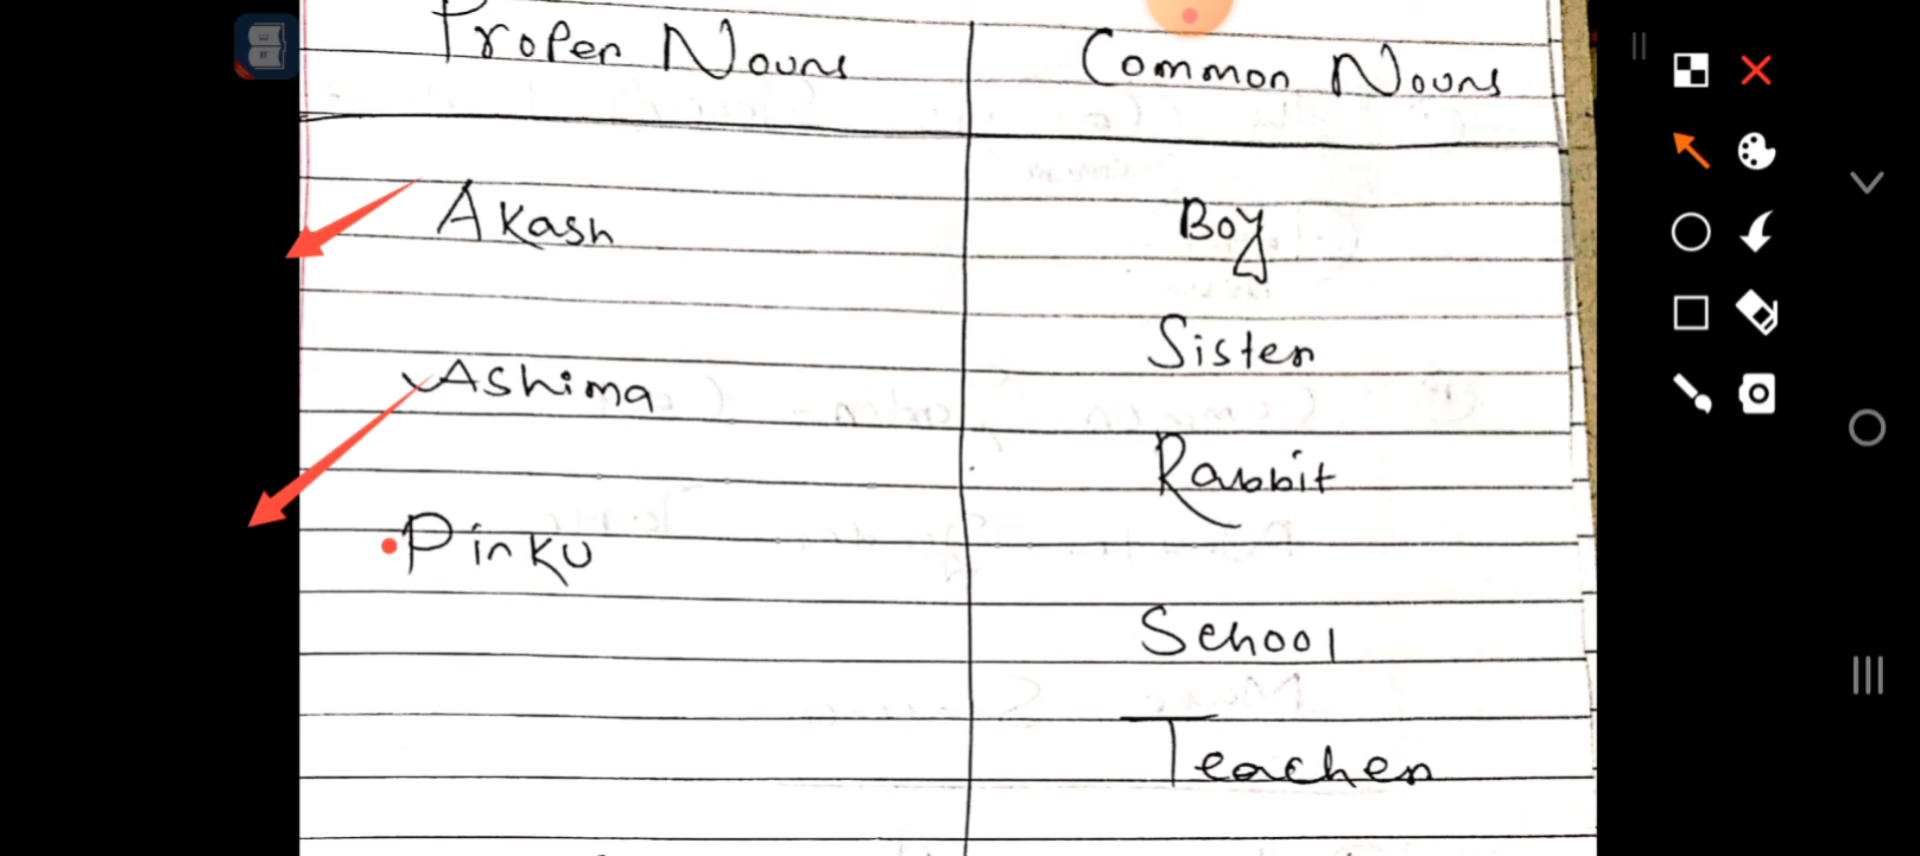 Proper Nouns Common Nouns
Akash Boy
Sister
Ashima
Rabbit
Pinku
School
Teacher